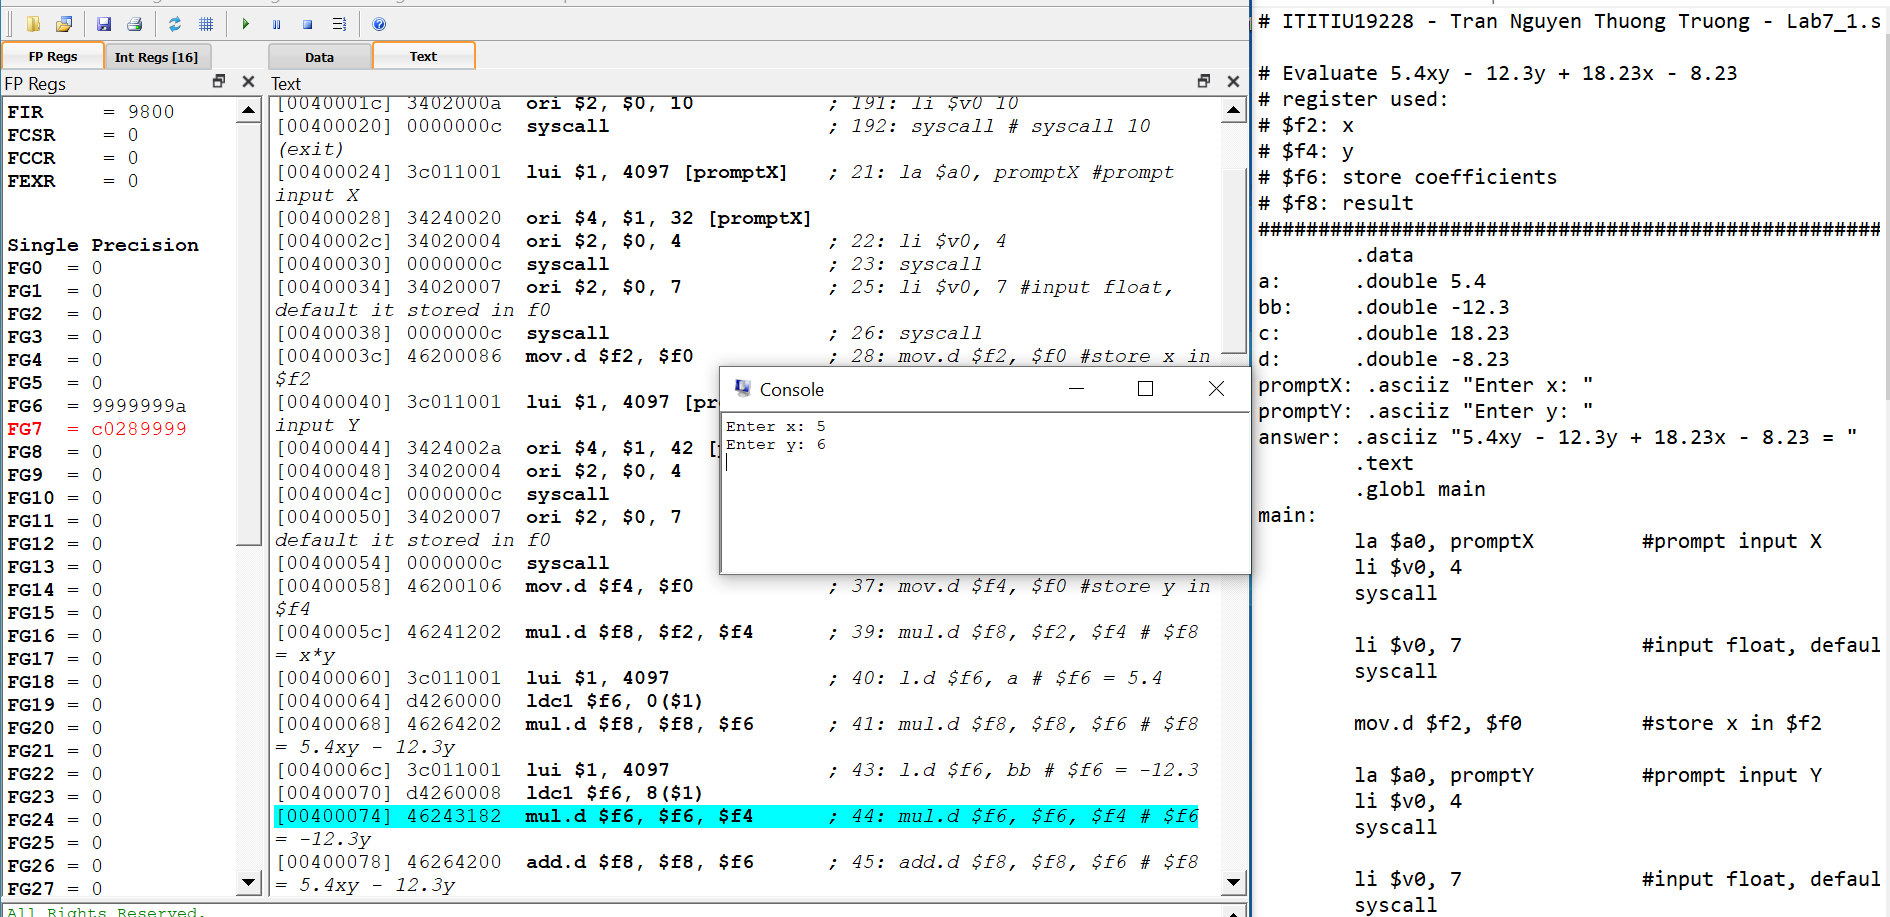 # ITITIU19228 - Tran Nguyen Thuong Truong - Lab7_1.s
FP Regs
Int Regs [16]
Data
Text
FP Regs
FIR = 9800
FCSR = 0
FCCR = 0
FEXR = 0
Single Precision
FG0 = 0
FG1 = 0
FG2 = 0
FG3 = 0
FG4 = 0
FG5 = 0
FG6 = 9999999a
FG7 = c0289999
FG8 = 0
FG9 = 0
FG10 = 0
FG11 = 0
FG12 = 0
FG13 = 0
FG14 = 0
FG15 = 0
FG16 = 0
FG17 = 0
FG18 = 0
FG19 = 0
FG20 = 0
FG21 = 0
FG22 = 0
FG23 = 0
FG24 = 0
FG25 = 0
FG26 = 0
FG27 = 0
All Rights Reserved.
Text
[0040001c] 3402000a ori $2, $0, 10 ; 191: li $v0 10
[00400020] 0000000c syscall ; 192: syscall # syscall 10
(exit)
[00400024] 3c011001 lui $1, 4097 [promptX] ; 21: la $a0, promptX #prompt
input X
[00400028] 34240020 ori $4, $1, 32 [promptX]
[0040002c] 34020004 ori $2, $0, 4 ; 22: li $v0, 4
[00400030] 0000000c syscall ; 23: syscall
[00400034] 34020007 ori $2, $0, 7 ; 25: li $v0, 7 #input float,
default it stored in f0
[00400038] 0000000c syscall ; 26: syscall
[0040003c] 46200086 mov.d $f2, $f0 ; 28: mov.d $f2, $f0 #store x in
$f2
[00400040] 3c011001 lui $1, 4097 [pr
input Y
[00400044] 3424002a ori $4, $1, 42 [
[00400048] 34020004 ori $2, $0, 4
[0040004c] 0000000c syscall
[00400050] 34020007 ori $2, $0, 7
default it stored in f0
[00400054] 0000000c syscall
[00400058] 46200106 mov.d $f4, $f0 ; 37: mov.d $f4, $f0 #store y in
$f4
[0040005c] 46241202 mul.d $f8, $f2, $f4 ; 39: mul.d $f8, $f2, $f4 # $f8
= x*y
[00400060] 3c011001 lui $1, 4097 ; 40: l.d $f6, a # $f6 = 5.4
[00400064] d4260000 ldc1 $f6, 0($1)
[00400068] 46264202 mul.d $f8, $f8, $f6 ; 41: mul.d $f8, $f8, $f6 # $f8
= 5.4xy - 12.3y
[0040006c] 3c011001 lui $1, 4097 ; 43: l.d $f6, bb # $f6 = -12.3
[00400070] d4260008 ldc1 $f6, 8($1)
[00400074] 46243182 mul.d $f6, $f6, $f4 ; 44: mul.d $f6, $f6, $f4 # $f6
= -12.3y
[00400078] 46264200 add.d $f8, $f8, $f6 ; 45: add.d $f8, $f8, $f6 # $f8
= 5.4xy - 12.3y
Console
Enter x: 5
Enter y: 6
# Evaluate 5.4xy - 12.3y + 18.23x - 8.23
# register used:
# $f2: x
# $f4: y
# $f6: store coefficients
# $f8: result
####################################################
.data
a: .double 5.4
bb: .double -12.3
c: .double 18.23
d: .double -8.23
promptX: .asciiz "Enter x: "
promptY: .asciiz "Enter y: "
answer: .asciiz "5.4xy - 12.3y + 18.23x - 8.23 = "
.text
.globl main
main:
la $a0, promptX #prompt input X
li $v0, 4
syscall
li $v0, 7 #input float, defaul
syscall
mov.d $f2, $f0 #store x in $f2
la $a0, promptY #prompt input Y
li $v0, 4
syscall
li $v0, 7 #input float, defaul
syscall